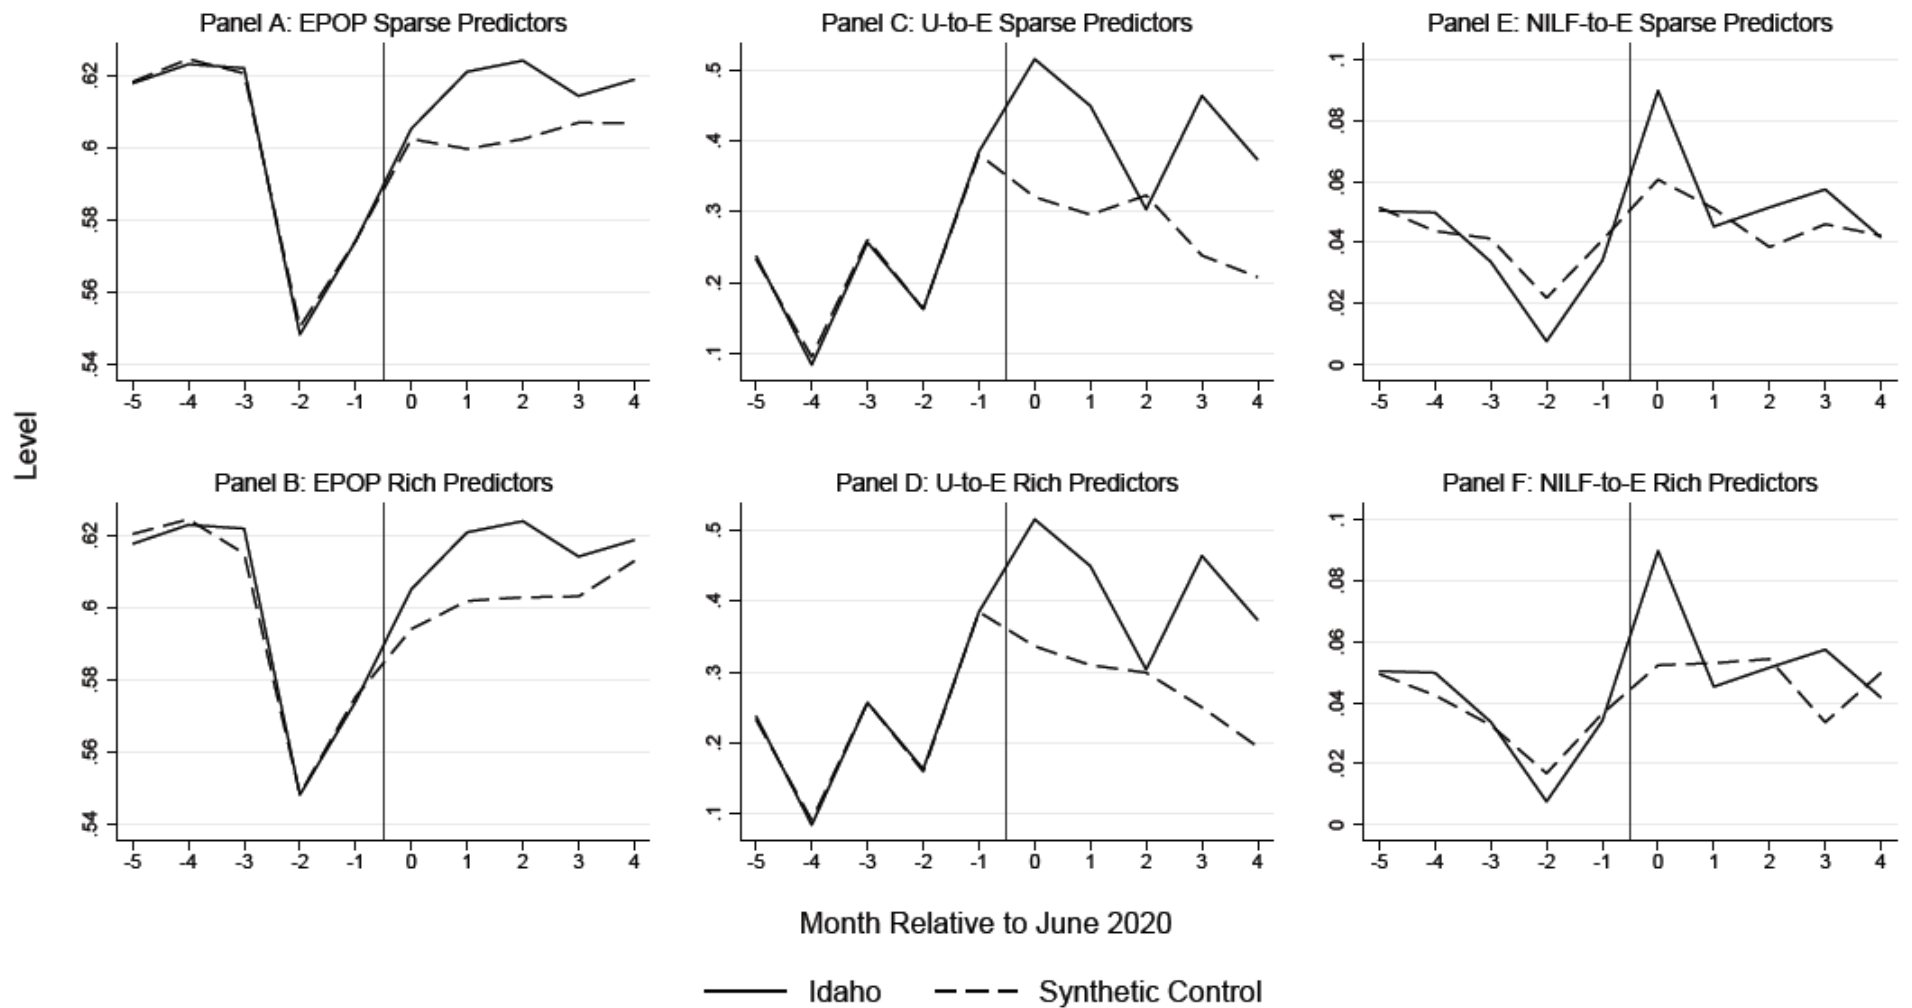 Panel A: EPOP Sparse Predictors
.62
.6
.58
.56
.54
-5 -4 -3 -2 -1 0 1 2 3 4
Panel C: U-to-E Sparse Predictors
.5
.4
.3
.2
.1
-5 -4 -3 -2 -1 0 1 2 3 4
Panel E: NILF-to-E Sparse Predictors
.1
.08
.06
.04
.02
0
-5 -4 -3 -2 -1 0 1 2 3 4
Level
Panel B: EPOP Rich Predictors
.62
.6
.58
.56
.54
-5 -4 -3 -2 -1 0 1 2 3 4
Panel D: U-to-E Rich Predictors
.5
.4
.3
.2
.1
-5 -4 -3 -2 -1 0 1 2 3 4
Panel F: NILF-to-E Rich Predictors
.1
.08
.06
.04
.02
0
-5 -4 -3 -2 -1 0 1 2 3 4
Month Relative to June 2020
Idaho Synthetic Control